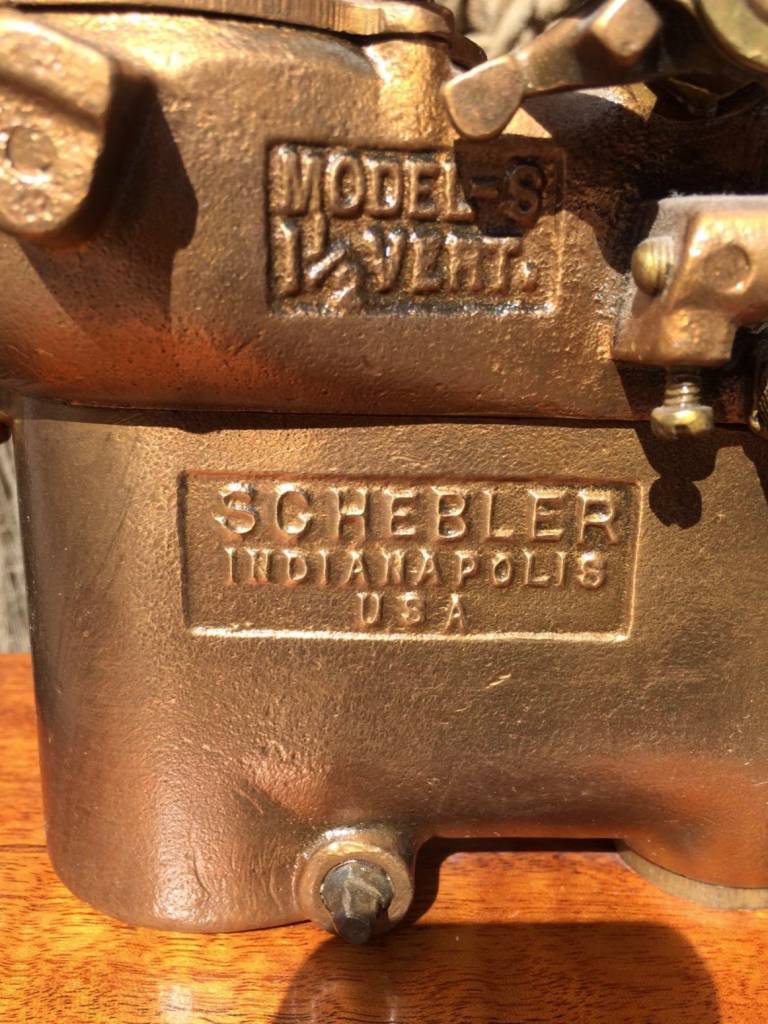 MODEL-S
1½ VERT.
SCHEBLER
INDIANAPOLIS
USA